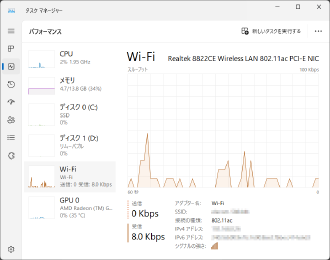 タスク マネージャー
パフォーマンス
新しいタスクを実行する
CPU
2% 1.95 GHz
メモリ
4.7/13.8 GB (34%)
ディスク 0 (C:)
SSD
0%
ディスク 1 (D:)
リムーバブル
0%
Wi-Fi
Wi-Fi
送信: 0 受信: 8.0 Kbps
GPU 0
AMD Radeon (TM) G...
0% (35 °C)
Wi-Fi
Realtek 8822CE Wireless LAN 802.11ac PCI-E NIC
スループット
100 Kbps
60 秒
0
送信
0 Kbps
受信
8.0 Kbps
アダプター名: Wi-Fi
SSID:
接続の種類: 802.11ac
IPv4 アドレス:
IPv6 アドレス:
シグナルの強さ: